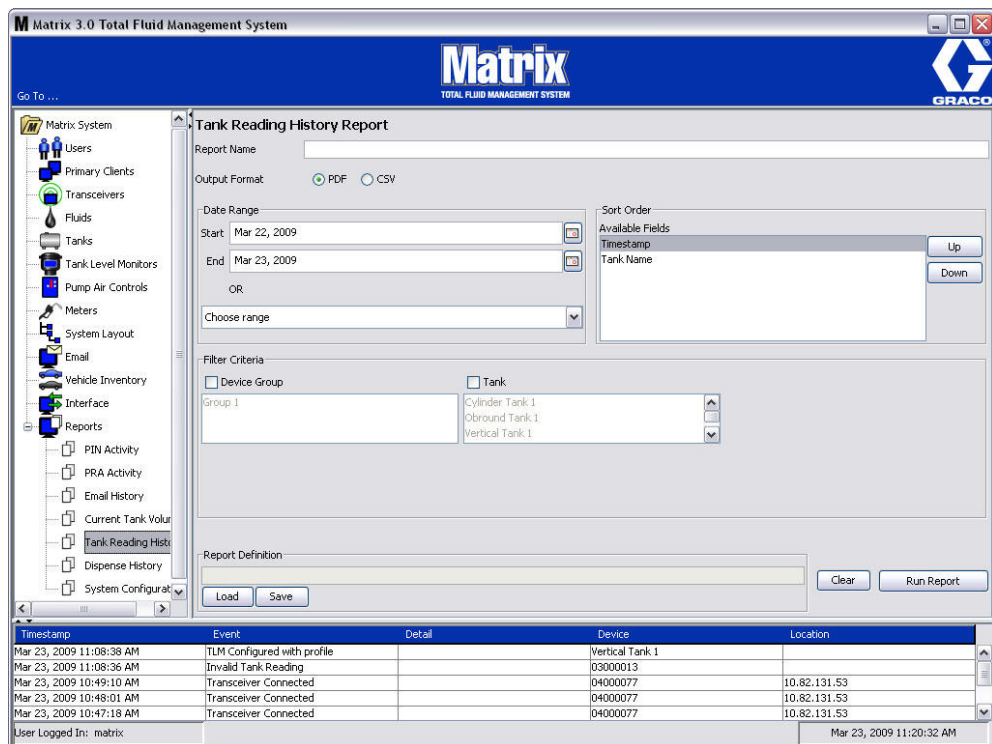 Matrix 3.0 Total Fluid Management System
Matrix
TOTAL FLUID MANAGEMENT SYSTEM
GRACO
Go To ...
Matrix System
Users
Primary Clients
Transceivers
Fluids
Tanks
Tank Level Monitors
Pump Air Controls
Meters
System Layout
Email
Vehicle Inventory
Interface
Reports
PIN Activity
PRA Activity
Email History
Current Tank Volu
Tank Reading Hist
Dispense History
System Configurat
Tank Reading History Report
Report Name
Output Format PDF CSV
Date Range
Start Mar 22, 2009
End Mar 23, 2009
OR
Choose range
Sort Order
Available Fields
Timestamp
Tank Name
Up
Down
Filter Criteria
Device Group Tank
Group 1
Cylinder Tank 1
Obround Tank 1
Vertical Tank 1
Report Definition
Load Save
Clear Run Report
Timestamp Event Detail Device Location
Mar 23, 2009 11:08:38 AM TLM Configured with profile Vertical Tank 1
Mar 23, 2009 11:08:36 AM Invalid Tank Reading 03000013
Mar 23, 2009 10:49:10 AM Transceiver Connected 04000077 10.82.131.53
Mar 23, 2009 10:48:01 AM Transceiver Connected 04000077 10.82.131.53
Mar 23, 2009 10:47:18 AM Transceiver Connected 04000077 10.82.131.53
User Logged In: matrix Mar 23, 2009 11:20:32 AM